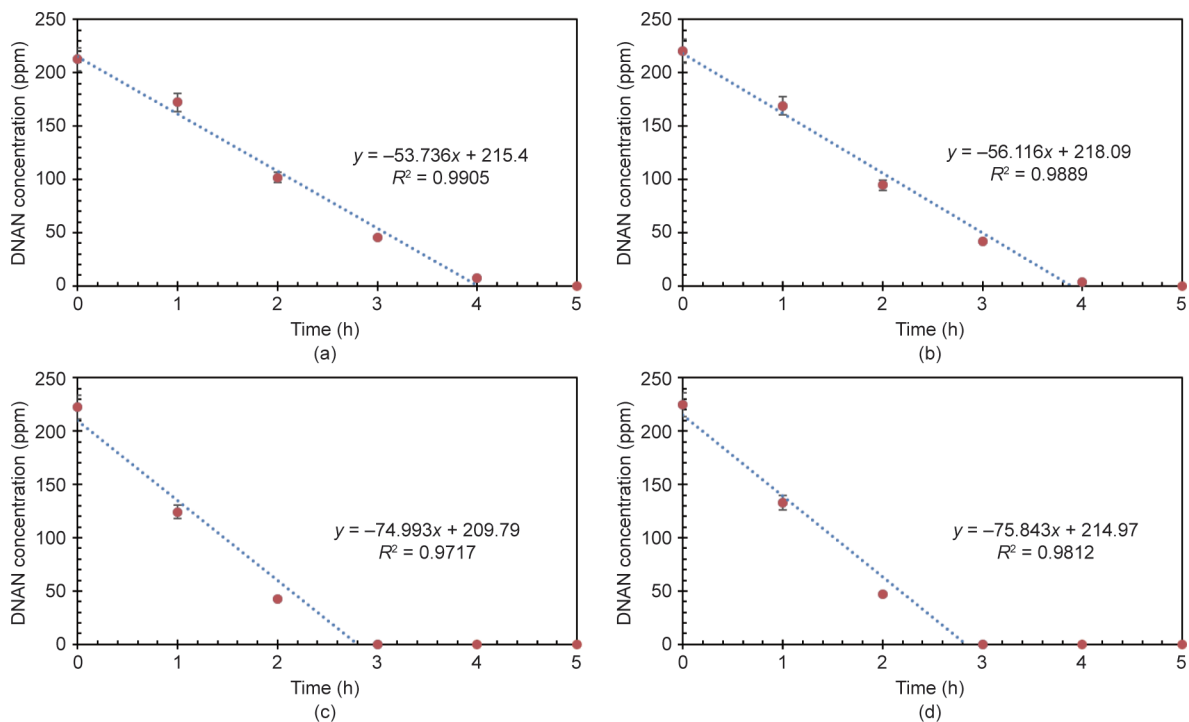 DNAN concentration (ppm)
250
200
150
100
50
0
y = –53.736x + 215.4
R² = 0.9905
0 1 2 3 4 5
Time (h)
(a)
DNAN concentration (ppm)
250
200
150
100
50
0
y = –56.116x + 218.09
R² = 0.9889
0 1 2 3 4 5
Time (h)
(b)
DNAN concentration (ppm)
250
200
150
100
50
0
y = –74.993x + 209.79
R² = 0.9717
0 1 2 3 4 5
Time (h)
(c)
DNAN concentration (ppm)
250
200
150
100
50
0
y = –75.843x + 214.97
R² = 0.9812
0 1 2 3 4 5
Time (h)
(d)